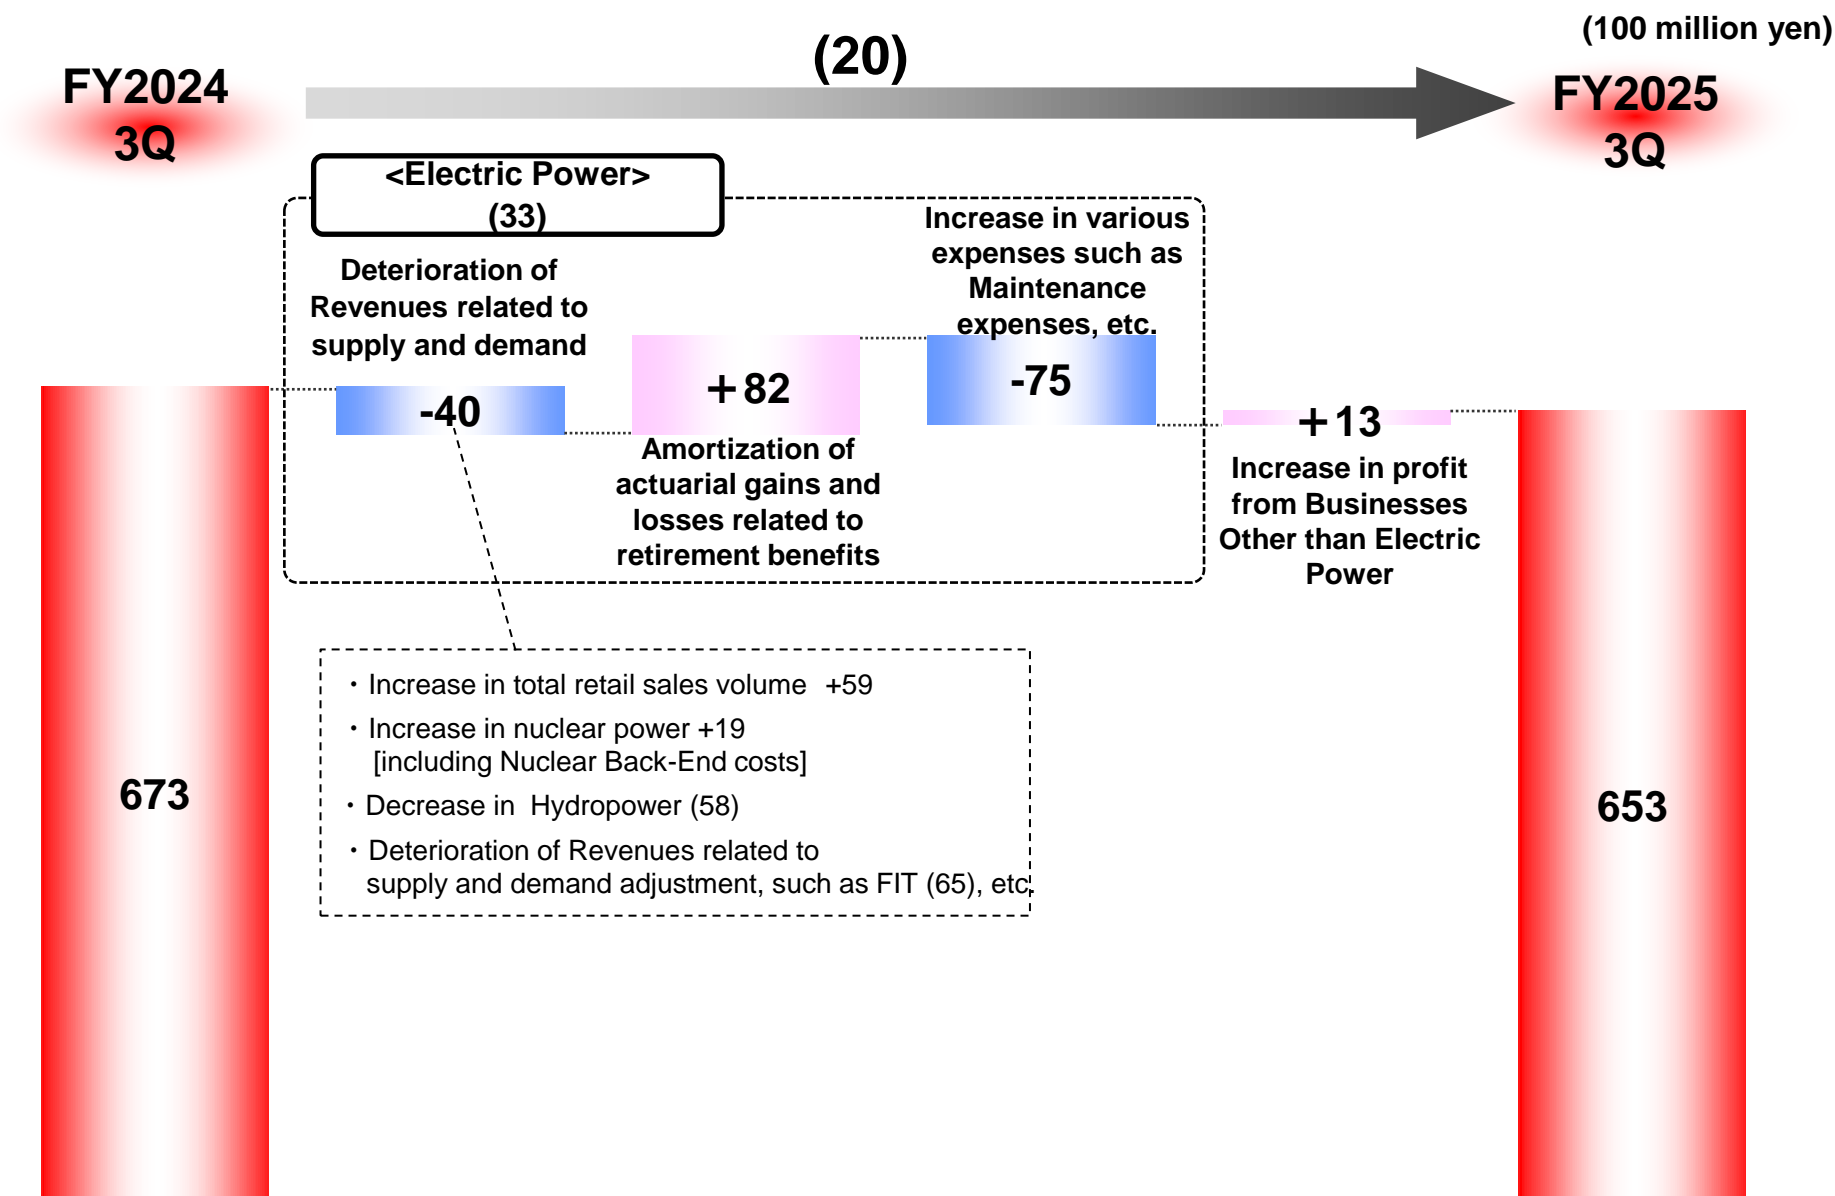 (100 million yen)
(20)
FY2024
3Q
FY2025
3Q
<Electric Power>
(33)
Deterioration of
Revenues related to
supply and demand
-40
+82
Amortization of
actuarial gains and
losses related to
retirement benefits
Increase in various
expenses such as
Maintenance
expenses, etc.
-75
+13
Increase in profit
from Businesses
Other than Electric
Power
・Increase in total retail sales volume +59
・Increase in nuclear power +19
[including Nuclear Back-End costs]
・Decrease in Hydropower (58)
・Deterioration of Revenues related to
supply and demand adjustment, such as FIT (65), etc.
673
653